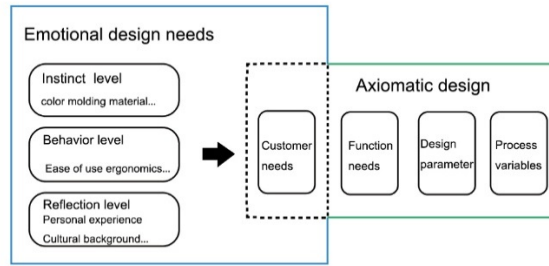 Emotional design needs
Instinct level
color molding material...
Behavior level
Ease of use ergonomics...
Reflection level
Personal experience
Cultural background...
Axiomatic design
Customer
needs
Function
needs
Design
parameter
Process
variables